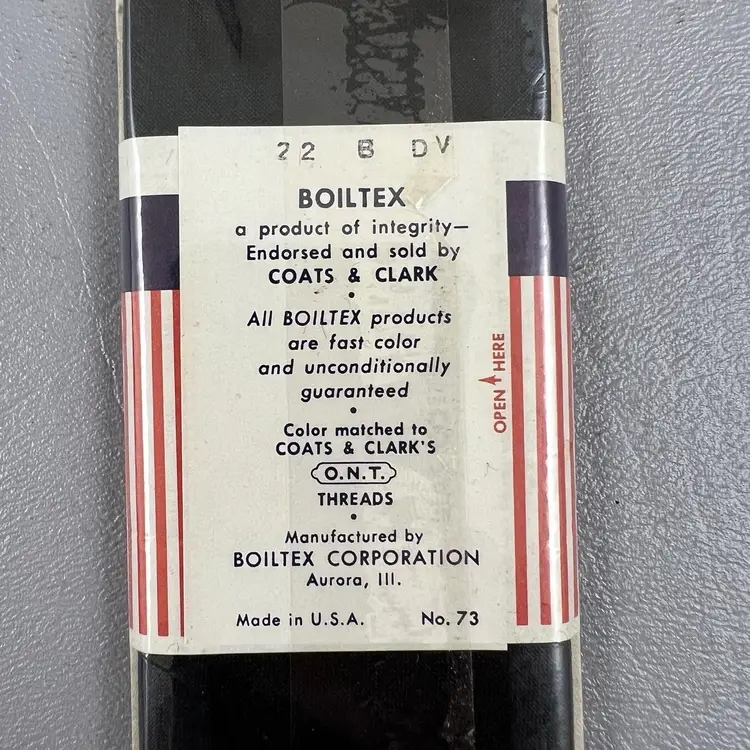 22 B DV
BOILTEX
a product of integrity—
Endorsed and sold by
COATS & CLARK
•
All BOILTEX products
are fast color
and unconditionally
guaranteed
•
Color matched to
COATS & CLARK'S
O.N.T.
THREADS
•
Manufactured by
BOILTEX CORPORATION
Aurora, Ill.
Made in U.S.A. No. 73
OPEN HERE